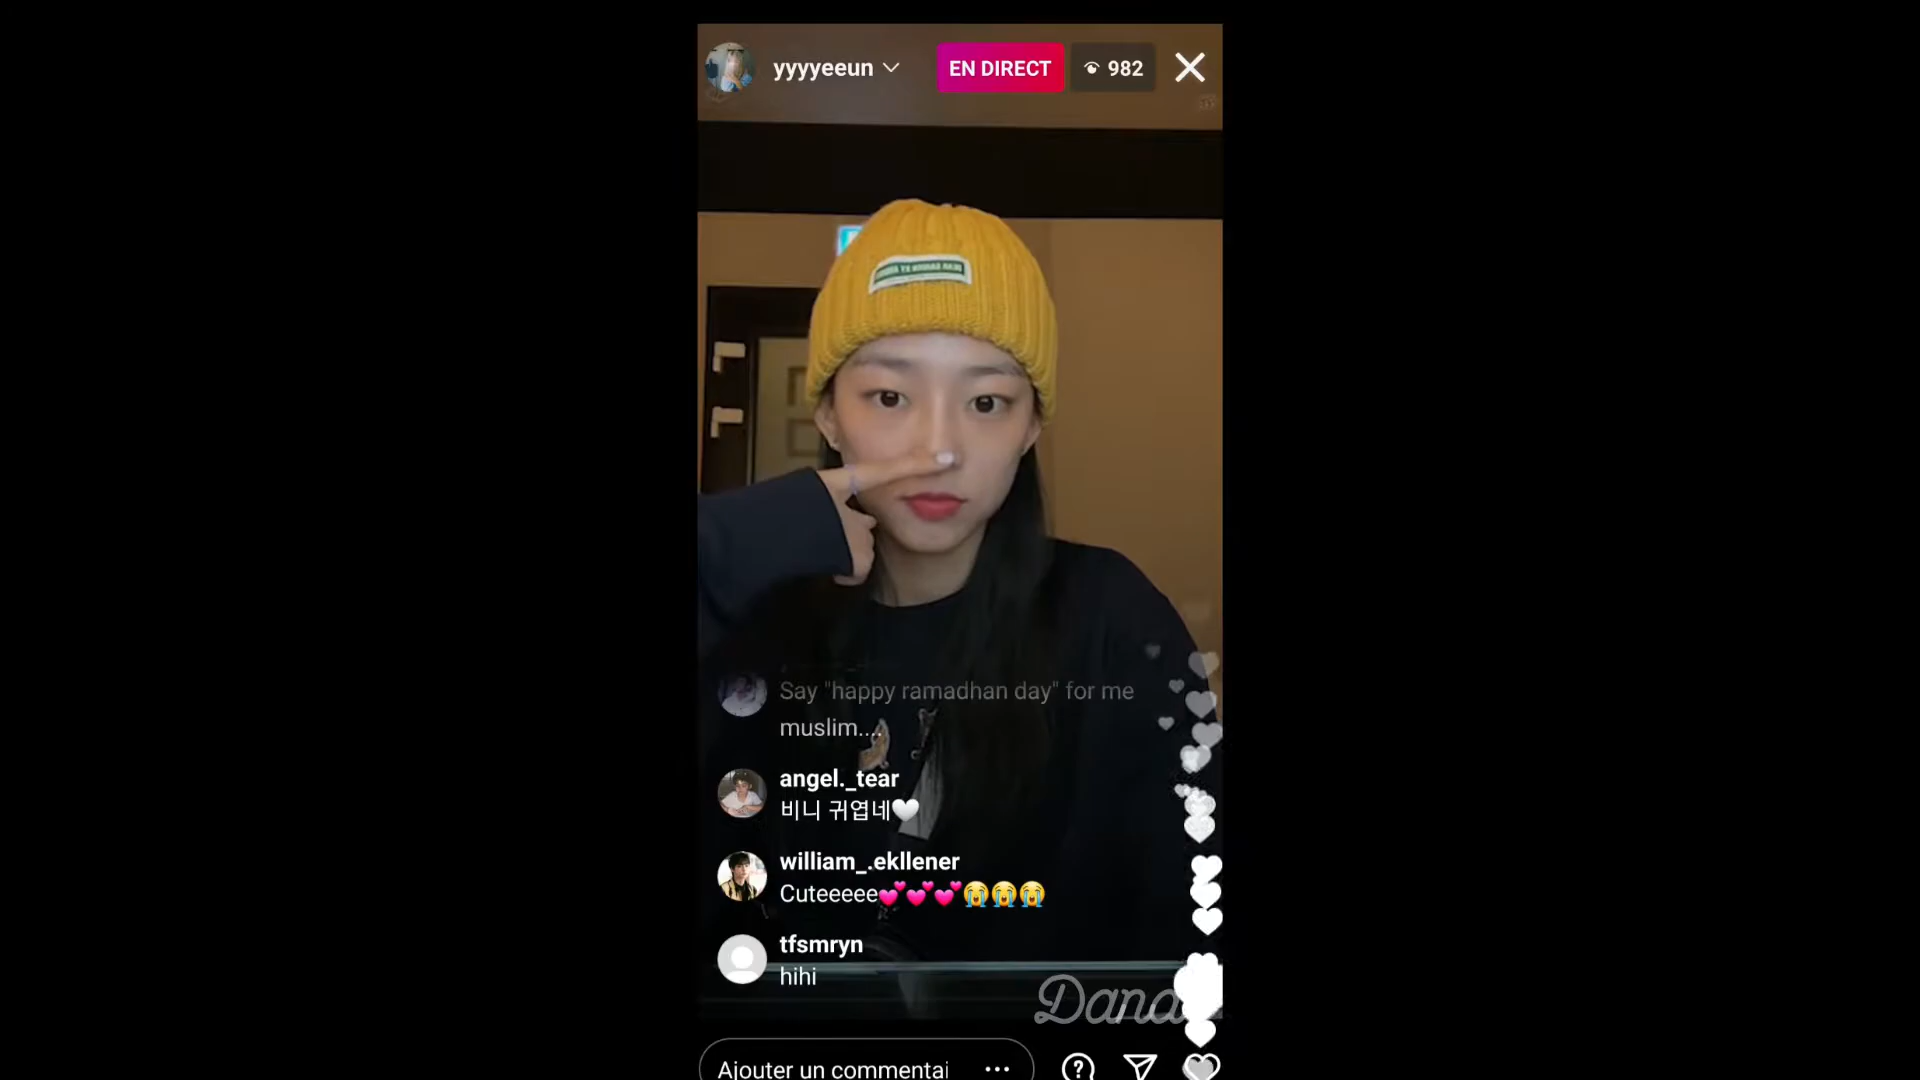 yyyyeeun
EN DIRECT
982
Say "happy ramadhan day" for me
muslim....
angel._tear
비니 귀엽네🤍
william_.ekllener
Cuteeeee💕💕💕😭😭😭
tfsmryn
hihi
Dana
Ajouter un commentai